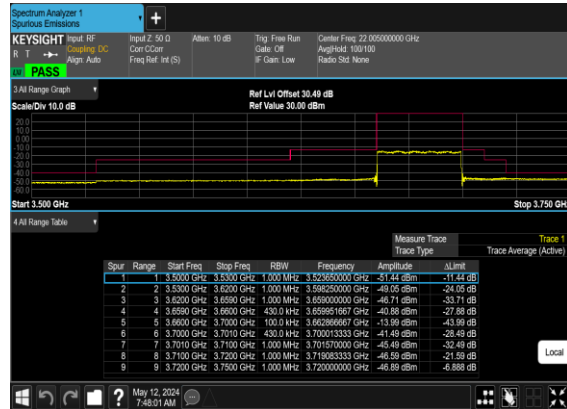 Spectrum Analyzer 1
Spurious Emissions
KEYSIGHT Input: RF Input Z: 50 Ω Atten: 10 dB Trig: Free Run Center Freq: 22.005000000 GHz
R T Coupling: DC Corr CCorr Gate: Off Avg|Hold: 100/100
Align: Auto Freq Ref: Int (S) IF Gain: Low Radio Std: None
PASS
3 All Range Graph
Ref Lvl Offset 30.49 dB
Scale/Div 10.0 dB Ref Value 30.00 dBm
20.0
10.0
0.00
-10.0
-20.0
-30.0
-40.0
-50.0
-60.0
Start 3.500 GHz Stop 3.750 GH
4 All Range Table
Measure Trace Trace 1
Trace Type Trace Average (Active)
Spur Range Start Freq Stop Freq RBW Frequency Amplitude ΔLimit
1 1 3.5000 GHz 3.5300 GHz 1.000 MHz 3.523650000 GHz -51.44 dBm -11.44 dB
2 2 3.5300 GHz 3.6200 GHz 1.000 MHz 3.598250000 GHz -49.05 dBm -24.05 dB
3 3 3.6200 GHz 3.6590 GHz 1.000 MHz 3.659000000 GHz -46.71 dBm -33.71 dB
4 4 3.6590 GHz 3.6600 GHz 430.0 kHz 3.659951667 GHz -40.88 dBm -27.88 dB
5 5 3.6600 GHz 3.7000 GHz 100.0 kHz 3.662866667 GHz -13.99 dBm -43.99 dB
6 6 3.7000 GHz 3.7010 GHz 430.0 kHz 3.700013333 GHz -41.49 dBm -28.49 dB
7 7 3.7010 GHz 3.7100 GHz 1.000 MHz 3.701570000 GHz -45.49 dBm -32.49 dB
8 8 3.7100 GHz 3.7200 GHz 1.000 MHz 3.719083333 GHz -46.59 dBm -21.59 dB
9 9 3.7200 GHz 3.7500 GHz 1.000 MHz 3.720000000 GHz -46.89 dBm -6.888 dB
Local
May 12, 2024
7:48:01 AM